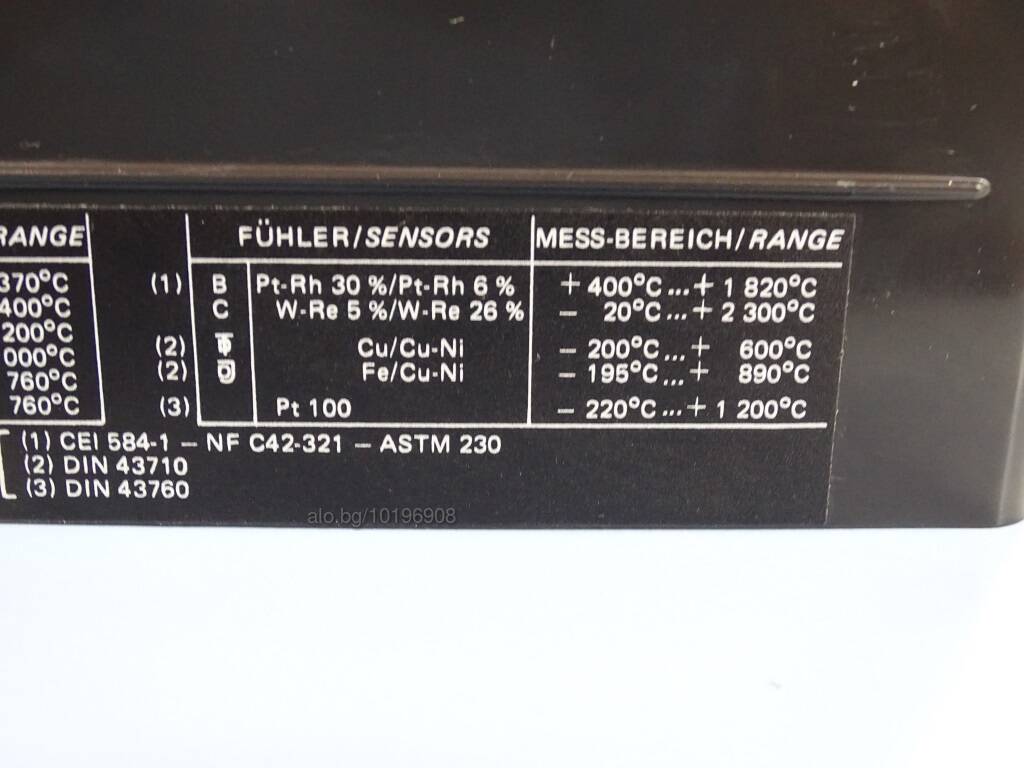 RANGE FÜHLER/SENSORS MESS-BEREICH/RANGE
370°C (1) B Pt-Rh 30 %/Pt-Rh 6 % + 400°C...+ 1 820°C
400°C C W-Re 5 %/W-Re 26 % – 20°C...+ 2 300°C
200°C
000°C (2) Cu/Cu-Ni – 200°C...+ 600°C
760°C (2) Fe/Cu-Ni – 195°C...+ 890°C
760°C (3) Pt 100 – 220°C...+ 1 200°C
(1) CEI 584-1 – NF C42-321 – ASTM 230
(2) DIN 43710
(3) DIN 43760
alo.bg/10196908